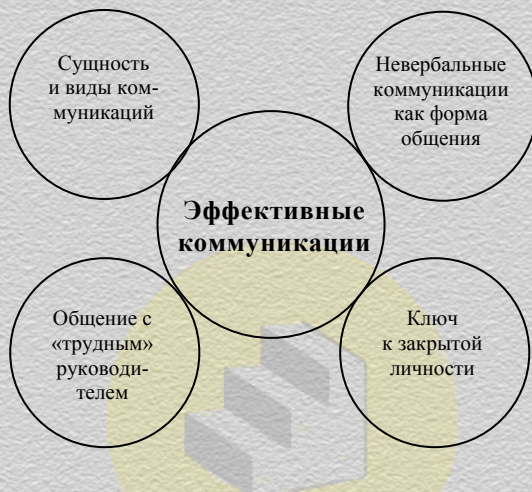 Сущность
и виды ком-
муникаций
Невербальные
коммуникации
как форма
общения
Эффективные
коммуникации
Общение с
«трудным»
руководи-
телем
Ключ
к закрытой
личности